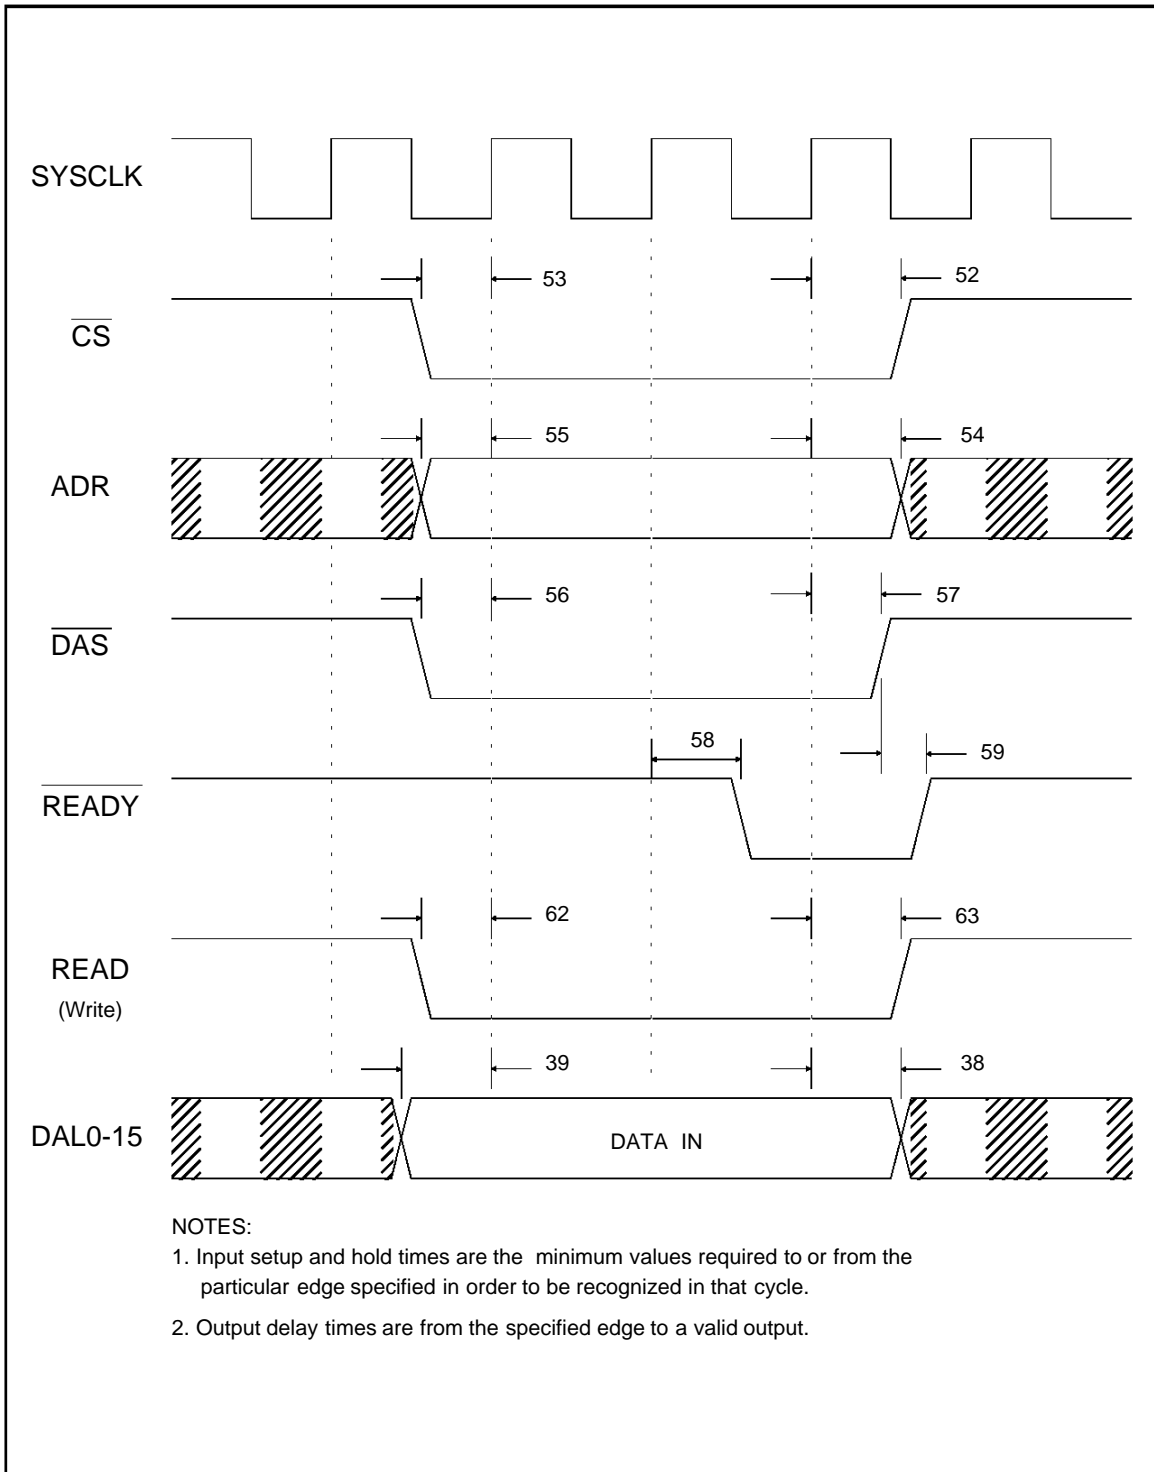 SYSCLK
53
52
CS
55
54
ADR
56
57
DAS
58
59
READY
62
63
READ
(Write)
39
38
DAL0-15
DATA IN
NOTES:
1. Input setup and hold times are the minimum values required to or from the
particular edge specified in order to be recognized in that cycle.
2. Output delay times are from the specified edge to a valid output.